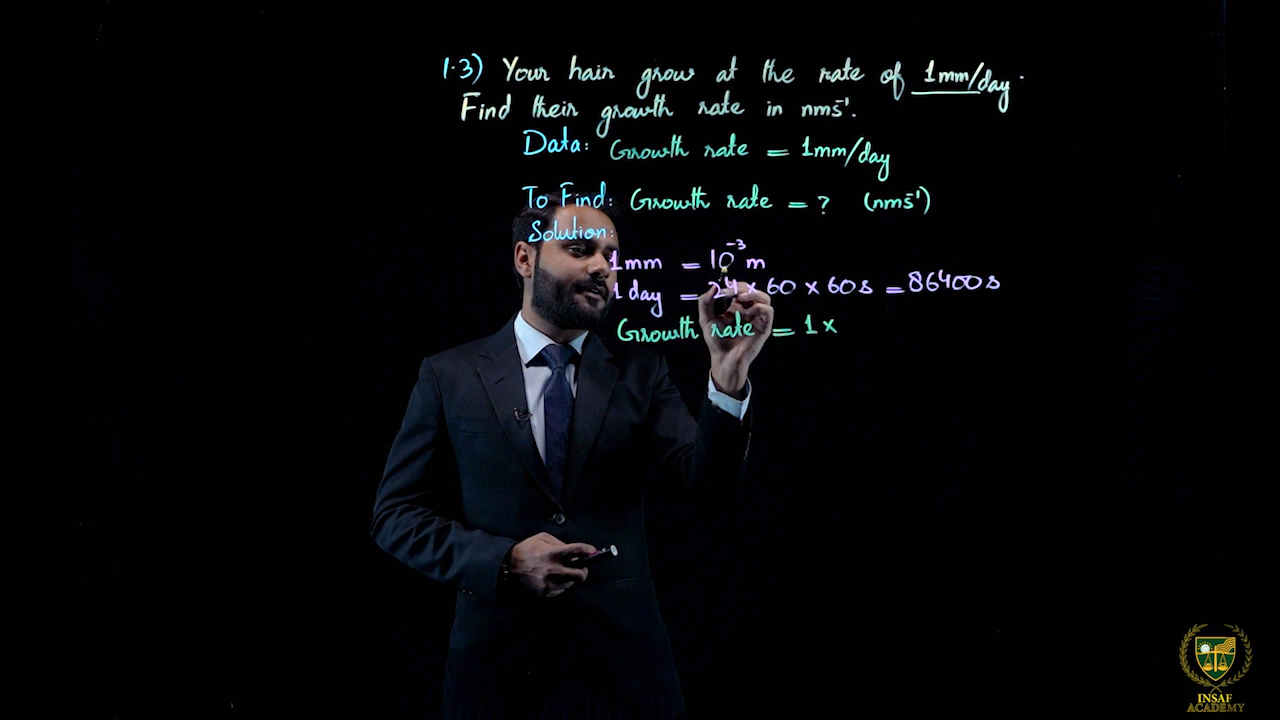 1.3) Your hair grow at the rate of 1mm/day.
Find their growth rate in nms⁻¹.
Data: Growth rate = 1mm/day
To Find: Growth rate = ? (nms⁻¹)
Solution:
1mm = 10⁻³ m
1 day = 24 × 60 × 60s = 86400s
Growth rate = 1 ×
INSAF
ACADEMY